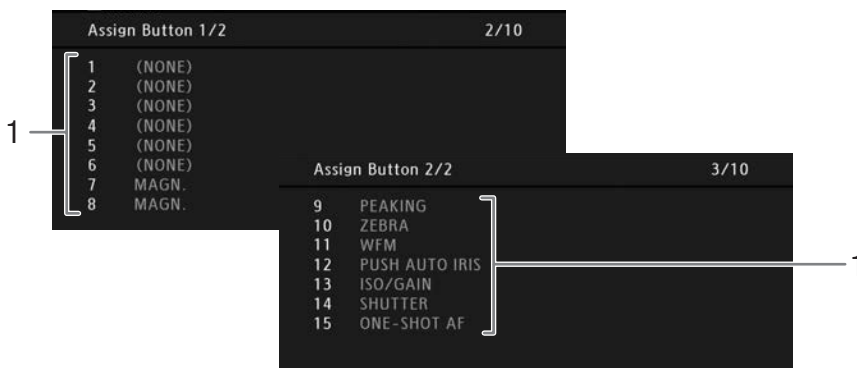 Assign Button 1/2 2/10
1 (NONE)
2 (NONE)
3 (NONE)
4 (NONE)
5 (NONE)
6 (NONE)
7 MAGN.
8 MAGN.
1
Assign Button 2/2 3/10
9 PEAKING
10 ZEBRA
11 WFM
12 PUSH AUTO IRIS
13 ISO/GAIN
14 SHUTTER
15 ONE-SHOT AF
1